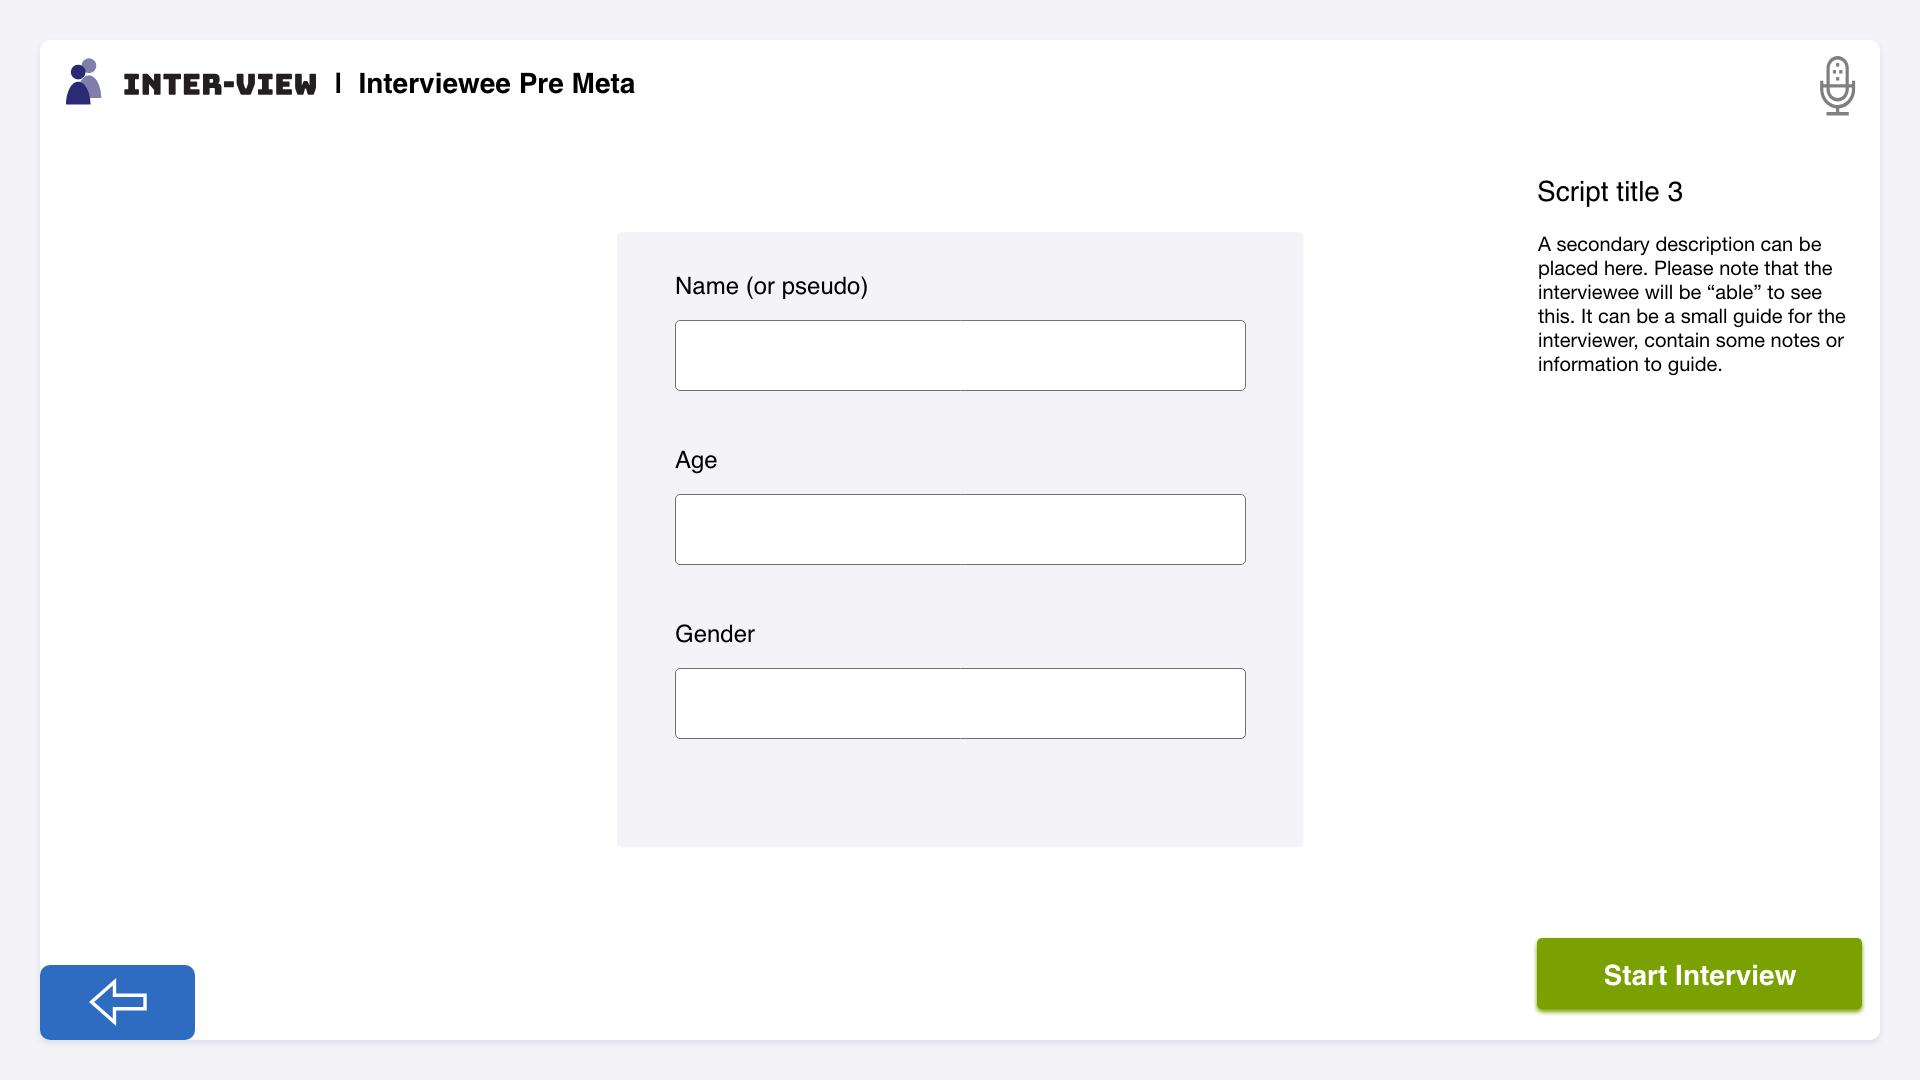 INTER-VIEW | Interviewee Pre Meta
Script title 3
A secondary description can be
placed here. Please note that the
interviewee will be “able” to see
this. It can be a small guide for the
interviewer, contain some notes or
information to guide.
Name (or pseudo)
Age
Gender
Start Interview